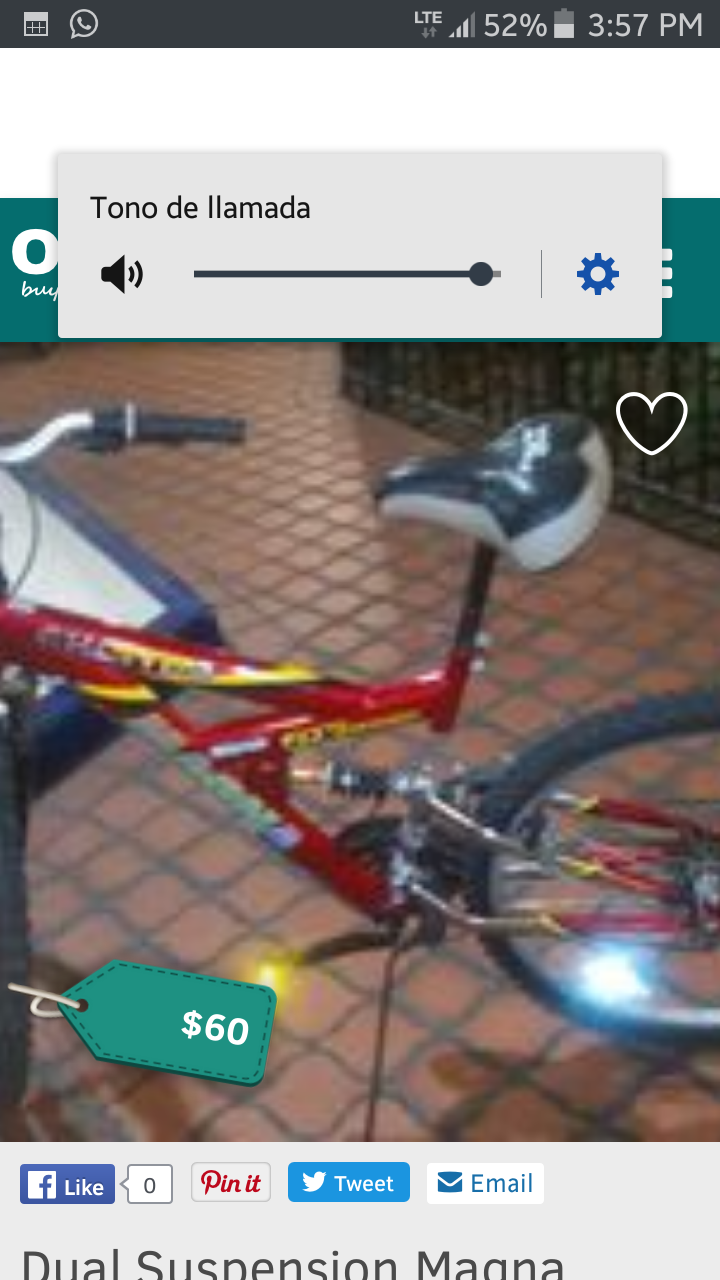 LTE 52% 3:57 PM
Tono de llamada
O
buy
$60
Like 0 Pin it Tweet Email
Dual Suspension Magna